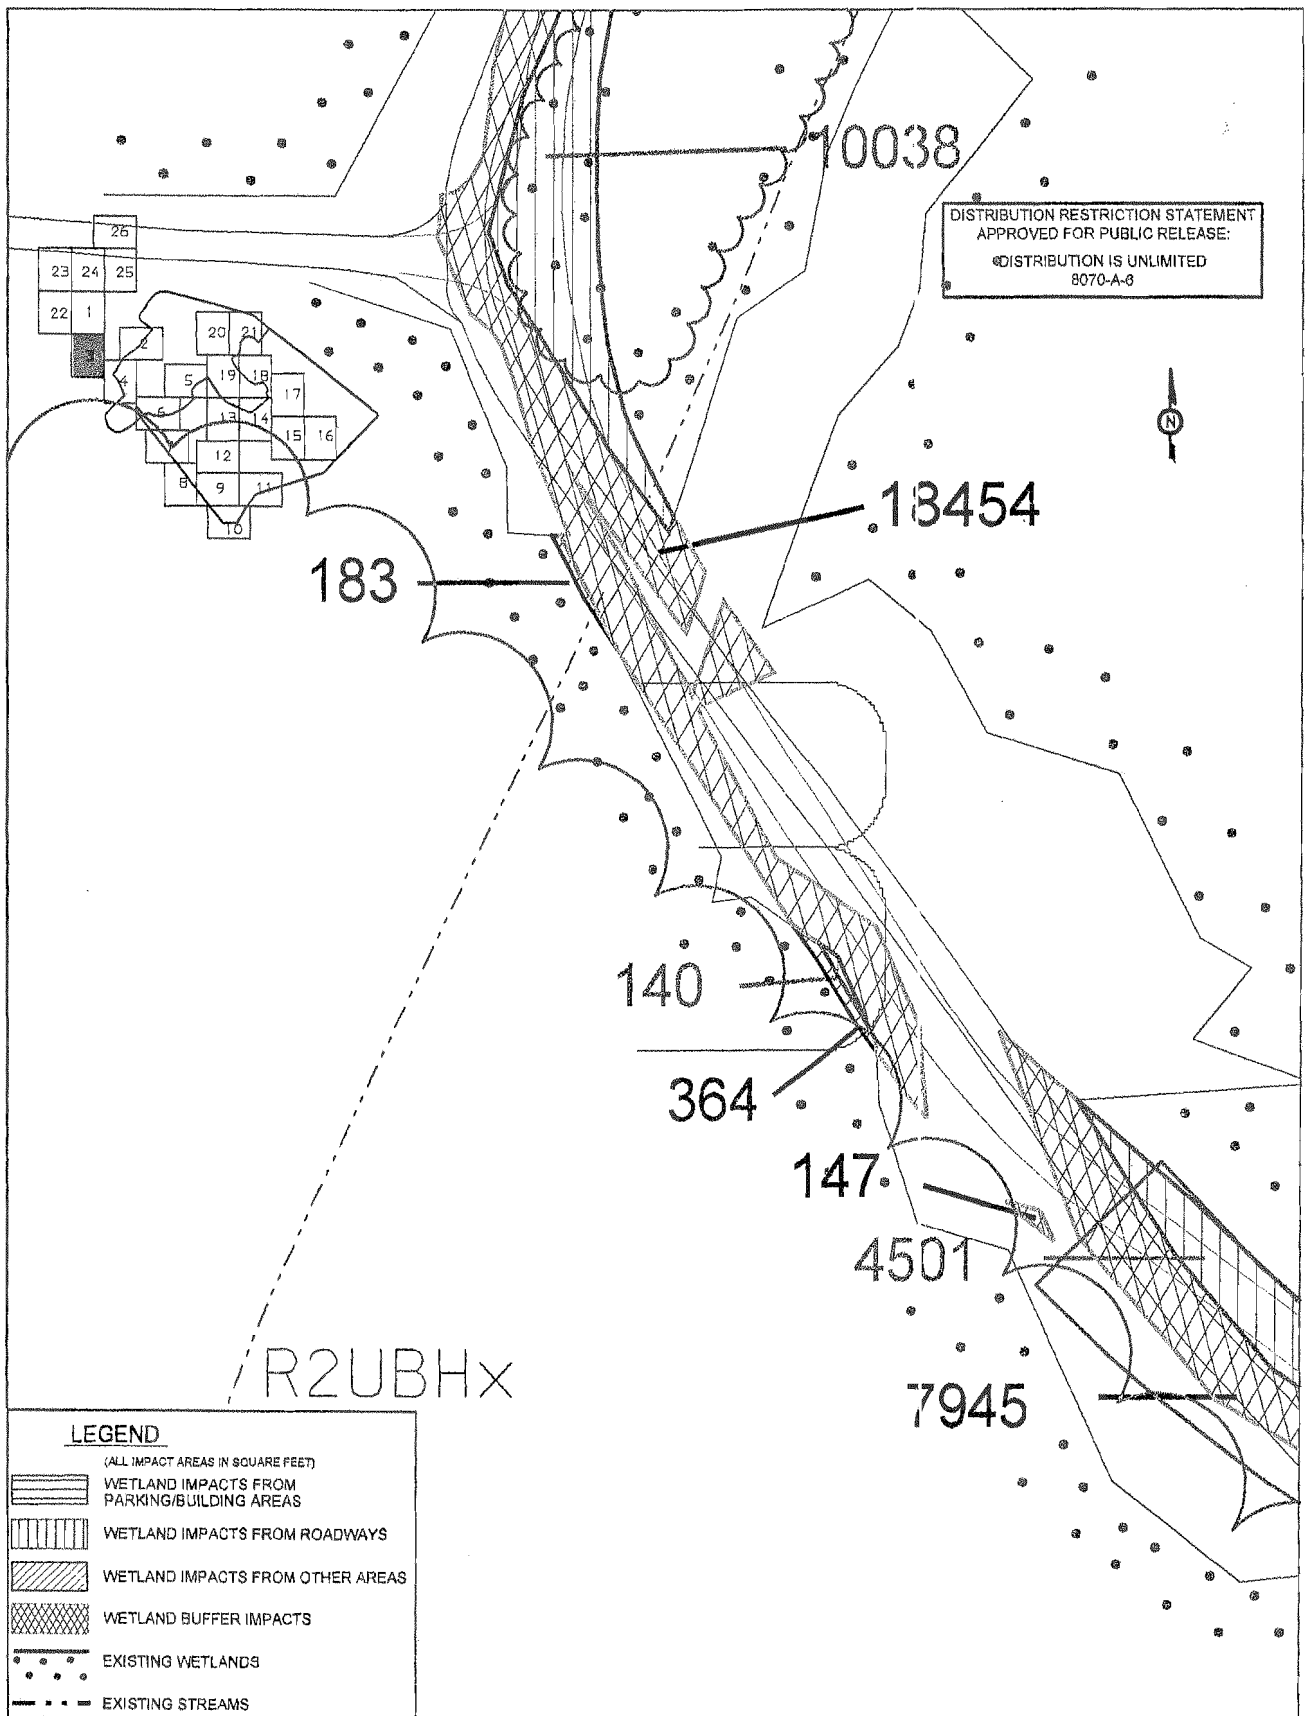 10038
DISTRIBUTION RESTRICTION STATEMENT
APPROVED FOR PUBLIC RELEASE:
DISTRIBUTION IS UNLIMITED
8070-A-6
26
23 24 25
22 1
3
2
20 21
4
5
19 18
17
6
13 14
15 16
12
8
9
11
10
N
18454
183
140
364
147
4501
7945
R2UBHx
LEGEND
(ALL IMPACT AREAS IN SQUARE FEET)
WETLAND IMPACTS FROM
PARKING/BUILDING AREAS
WETLAND IMPACTS FROM ROADWAYS
WETLAND IMPACTS FROM OTHER AREAS
WETLAND BUFFER IMPACTS
EXISTING WETLANDS
EXISTING STREAMS